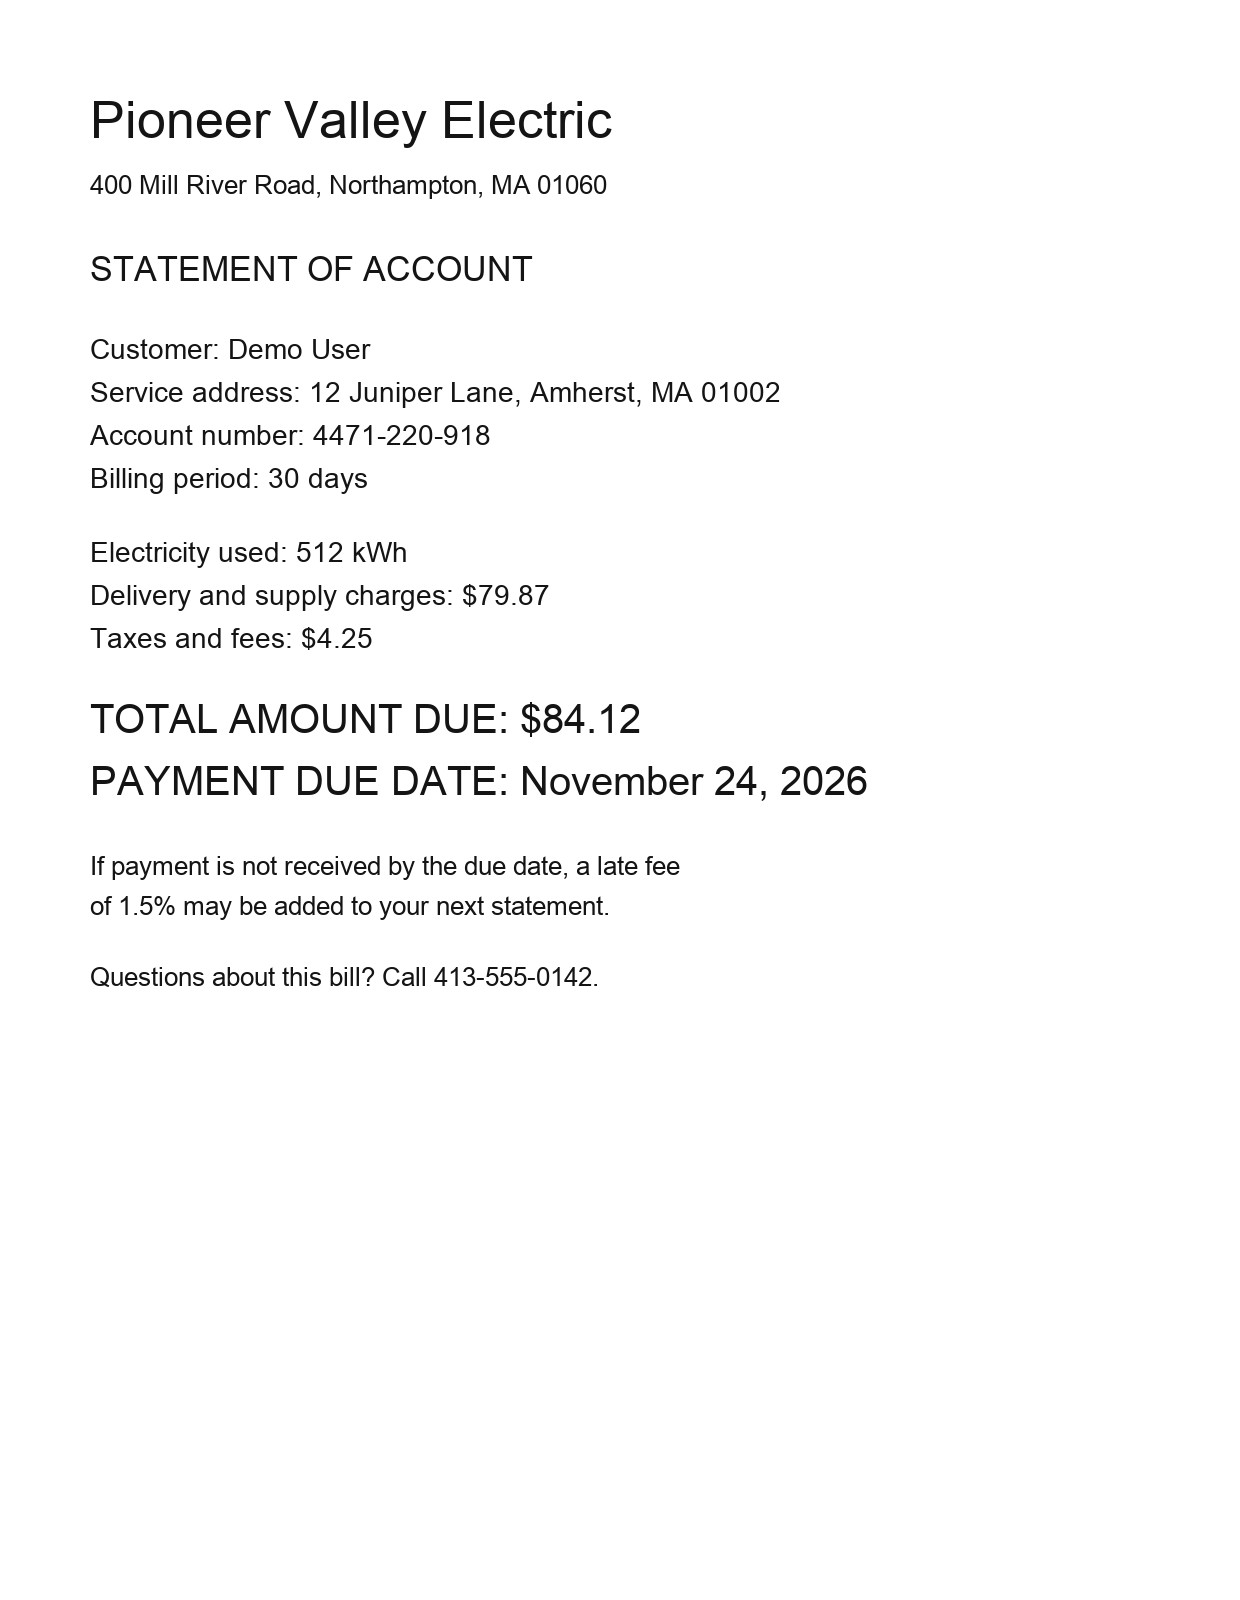 Pioneer Valley Electric
400 Mill River Road, Northampton, MA 01060
STATEMENT OF ACCOUNT
Customer: Demo User
Service address: 12 Juniper Lane, Amherst, MA 01002
Account number: 4471-220-918
Billing period: 30 days
Electricity used: 512 kWh
Delivery and supply charges: $79.87
Taxes and fees: $4.25
TOTAL AMOUNT DUE: $84.12
PAYMENT DUE DATE: November 24, 2026
If payment is not received by the due date, a late fee
of 1.5% may be added to your next statement.
Questions about this bill? Call 413-555-0142.